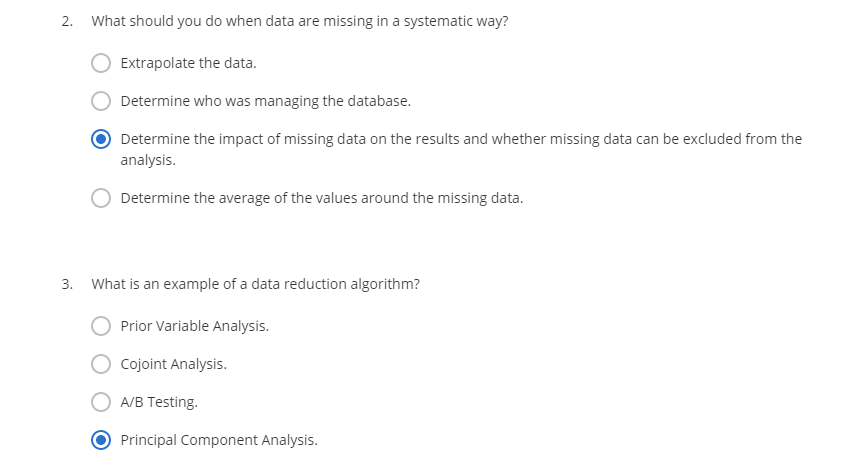 2. What should you do when data are missing in a systematic way?
Extrapolate the data.
Determine who was managing the database.
Determine the impact of missing data on the results and whether missing data can be excluded from the
analysis.
Determine the average of the values around the missing data.
3. What is an example of a data reduction algorithm?
Prior Variable Analysis.
Cojoint Analysis.
A/B Testing.
Principal Component Analysis.